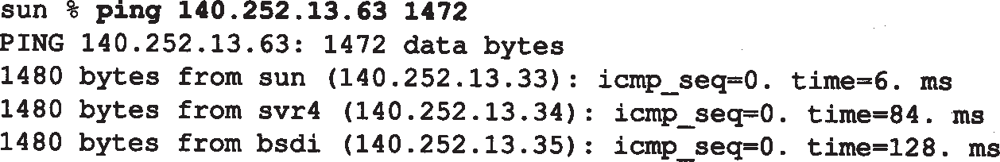 sun % ping 140.252.13.63 1472
PING 140.252.13.63: 1472 data bytes
1480 bytes from sun (140.252.13.33): icmp_seq=0. time=6. ms
1480 bytes from svr4 (140.252.13.34): icmp_seq=0. time=84. ms
1480 bytes from bsdi (140.252.13.35): icmp_seq=0. time=128. ms